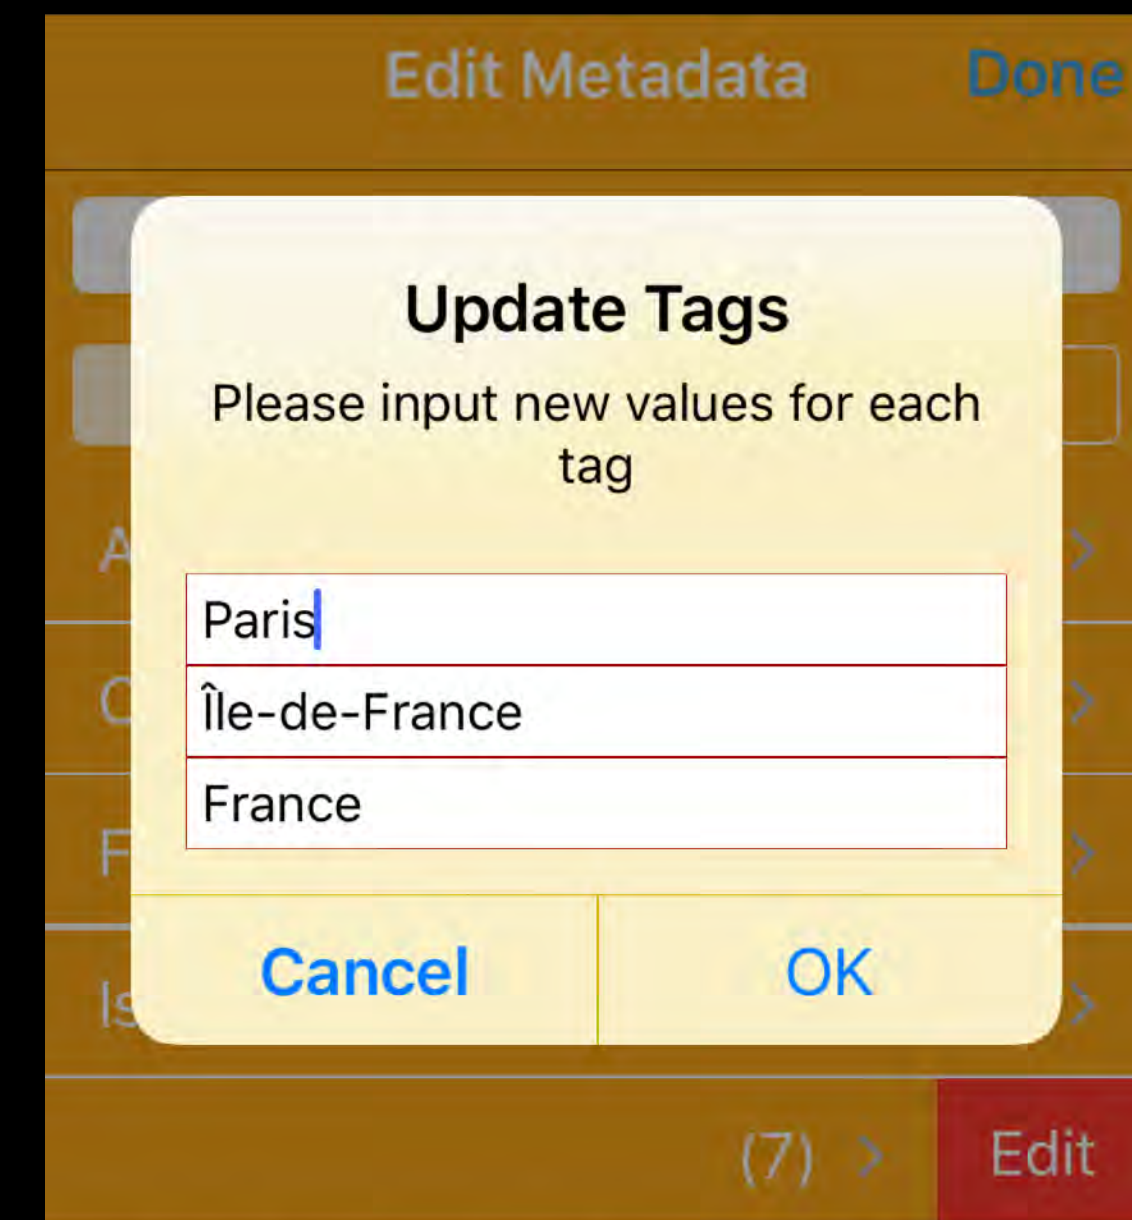 Edit Metadata Done
Update Tags
Please input new values for each
tag
Paris
Île-de-France
France
Cancel OK
(7) > Edit